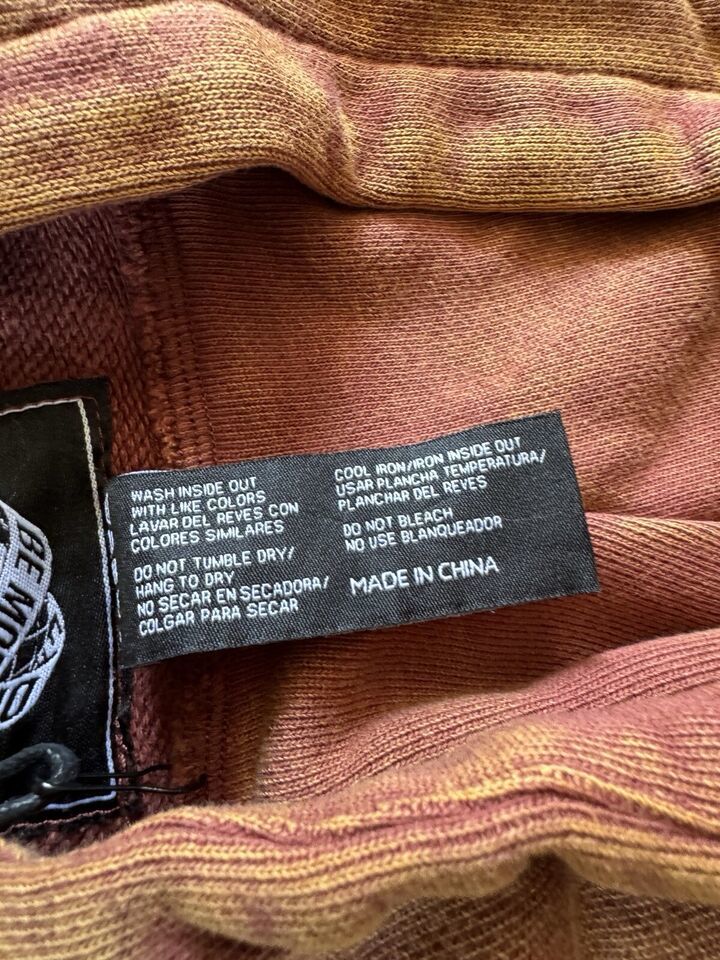 WASH INSIDE OUT
WITH LIKE COLORS
LAVAR DEL REVES CON
COLORES SIMILARES
DO NOT TUMBLE DRY/
HANG TO DRY
NO SECAR EN SECADORA/
COLGAR PARA SECAR
COOL IRON/IRON INSIDE OUT
USAR PLANCHA TEMPERATURA/
PLANCHAR DEL REVES
DO NOT BLEACH
NO USE BLANQUEADOR
MADE IN CHINA
BE